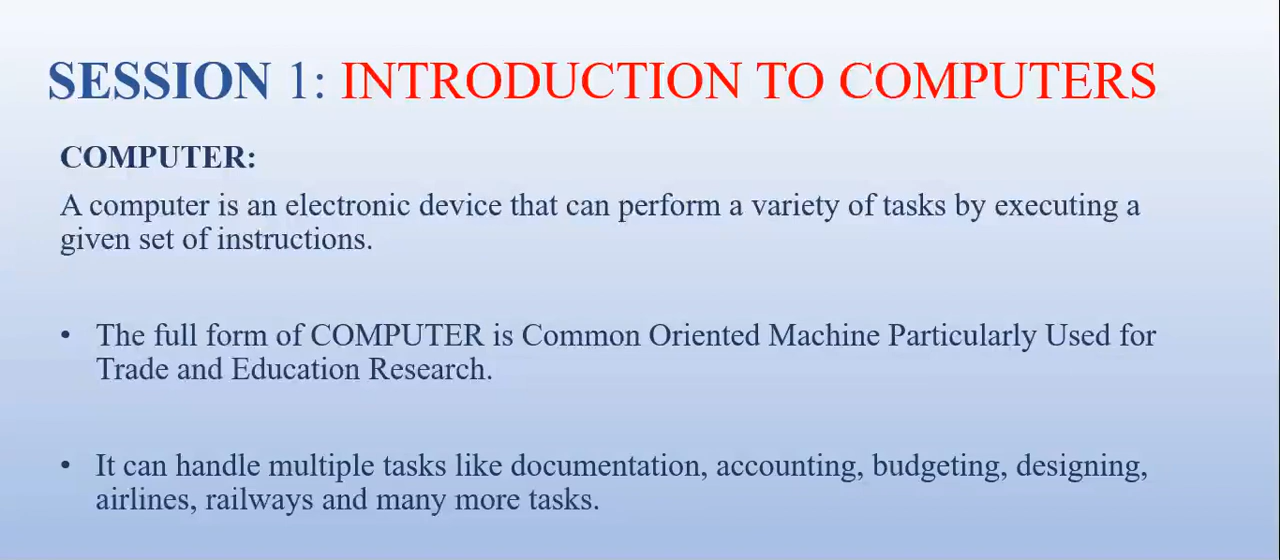 SESSION 1: INTRODUCTION TO COMPUTERS
COMPUTER:
A computer is an electronic device that can perform a variety of tasks by executing a
given set of instructions.
• The full form of COMPUTER is Common Oriented Machine Particularly Used for
Trade and Education Research.
• It can handle multiple tasks like documentation, accounting, budgeting, designing,
airlines, railways and many more tasks.